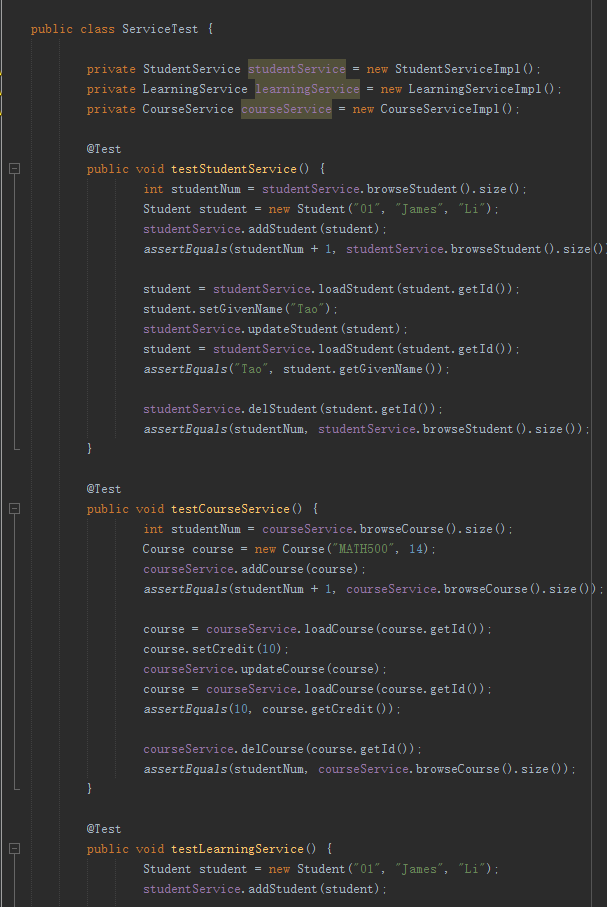 public class ServiceTest {
private StudentService studentService = new StudentServiceImpl();
private LearningService learningService = new LearningServiceImpl();
private CourseService courseService = new CourseServiceImpl();
@Test
public void testStudentService() {
int studentNum = studentService.browseStudent().size();
Student student = new Student("01", "James", "Li");
studentService.addStudent(student);
assertEquals(studentNum + 1, studentService.browseStudent().size())
student = studentService.loadStudent(student.getId());
student.setGivenName("Tao");
studentService.updateStudent(student);
student = studentService.loadStudent(student.getId());
assertEquals("Tao", student.getGivenName());
studentService.delStudent(student.getId());
assertEquals(studentNum, studentService.browseStudent().size());
}
@Test
public void testCourseService() {
int studentNum = courseService.browseCourse().size();
Course course = new Course("MATH500", 14);
courseService.addCourse(course);
assertEquals(studentNum + 1, courseService.browseCourse().size());
course = courseService.loadCourse(course.getId());
course.setCredit(10);
courseService.updateCourse(course);
course = courseService.loadCourse(course.getId());
assertEquals(10, course.getCredit());
courseService.delCourse(course.getId());
assertEquals(studentNum, courseService.browseCourse().size());
}
@Test
public void testLearningService() {
Student student = new Student("01", "James", "Li");
studentService.addStudent(student);